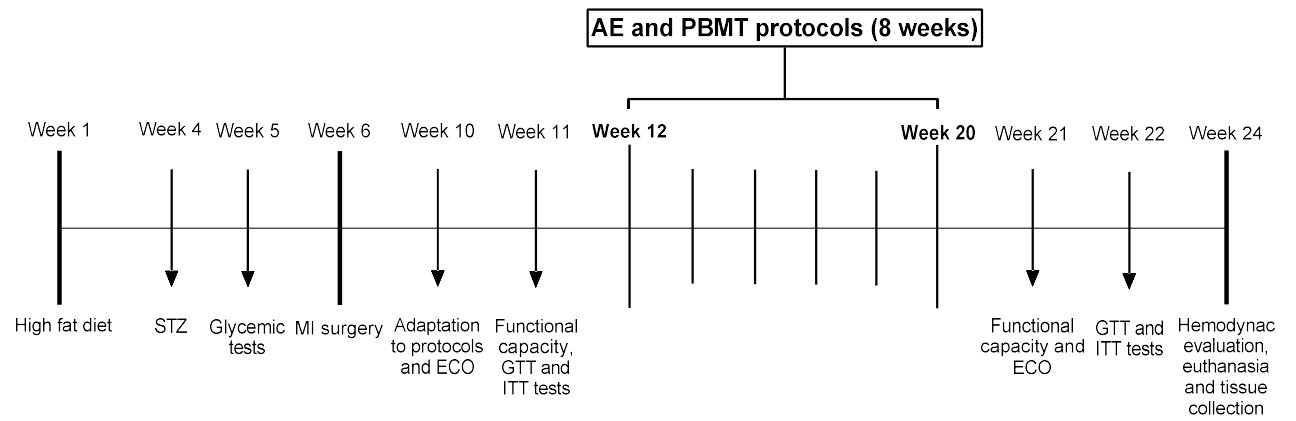 AE and PBMT protocols (8 weeks)
Week 1
Week 4
Week 5
Week 6
Week 10
Week 11
Week 12
Week 20
Week 21
Week 22
Week 24
High fat diet
STZ
Glycemic
tests
MI surgery
Adaptation
to protocols
and ECO
Functional
capacity,
GTT and
ITT tests
Functional
capacity and
ECO
GTT and
ITT tests
Hemodynac
evaluation,
euthanasia
and tissue
collection